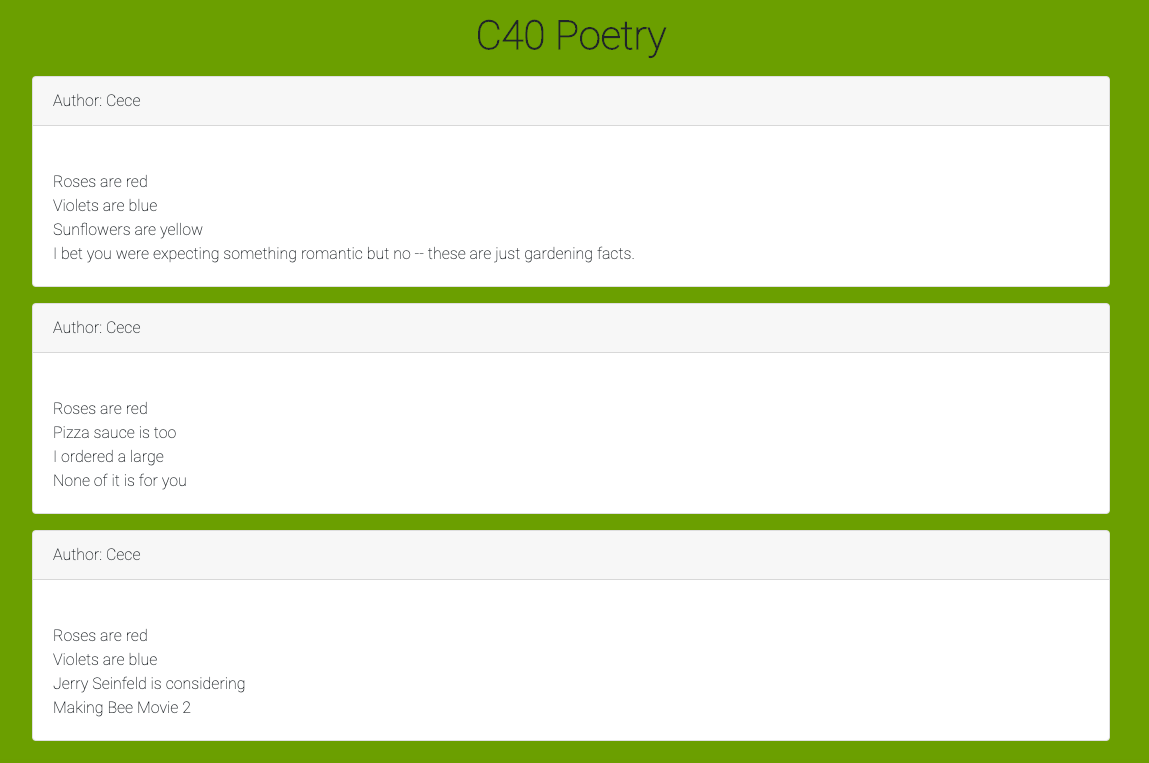 C40 Poetry
Author: Cece
Roses are red
Violets are blue
Sunflowers are yellow
I bet you were expecting something romantic but no -- these are just gardening facts.
Author: Cece
Roses are red
Pizza sauce is too
I ordered a large
None of it is for you
Author: Cece
Roses are red
Violets are blue
Jerry Seinfeld is considering
Making Bee Movie 2